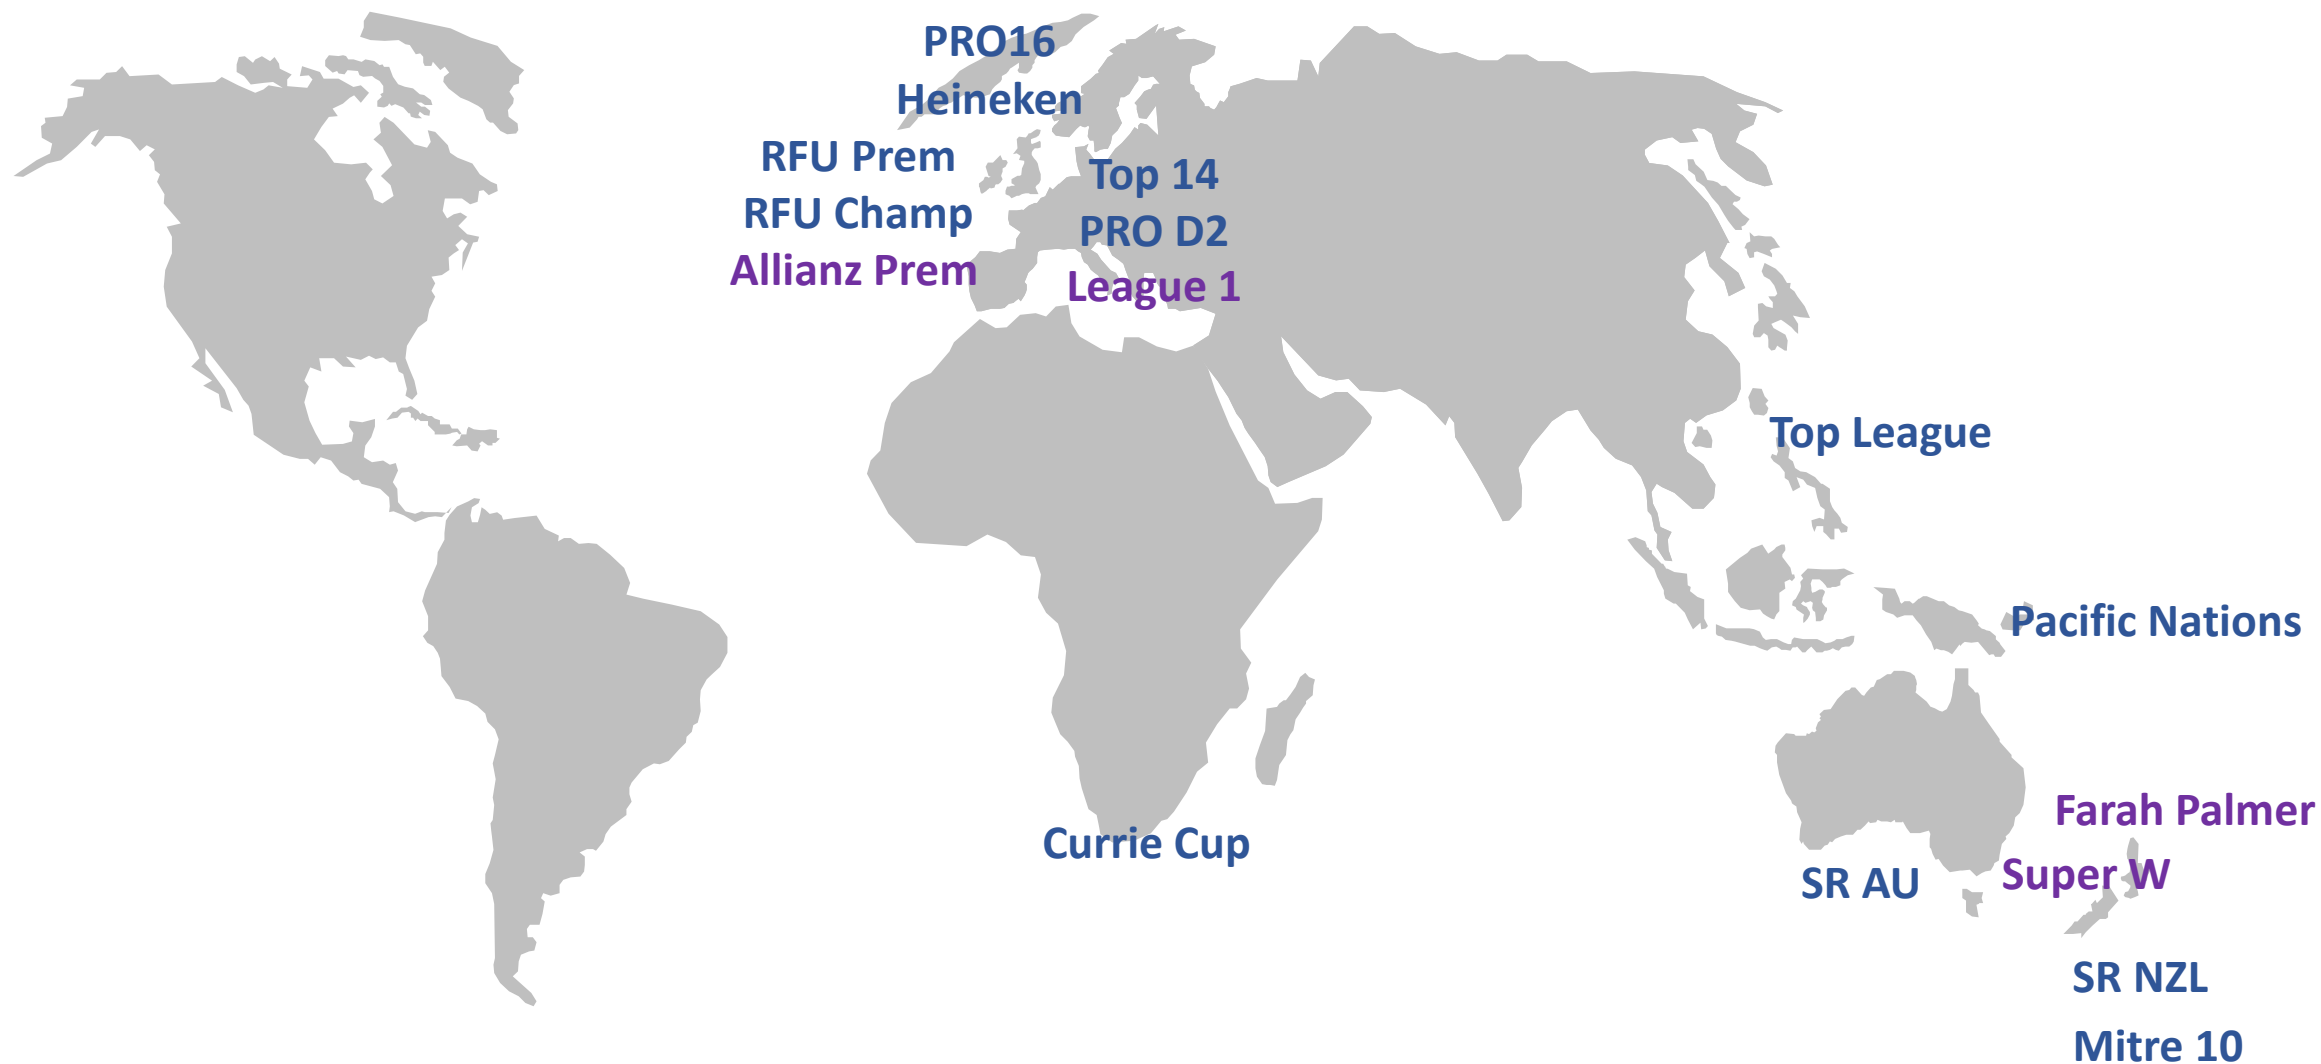 PRO16
Heineken
RFU Prem
RFU Champ
Allianz Prem
Top 14
PRO D2
League 1
Top League
Pacific Nations
Currie Cup
Farah Palmer
Super W
SR AU
SR NZL
Mitre 10